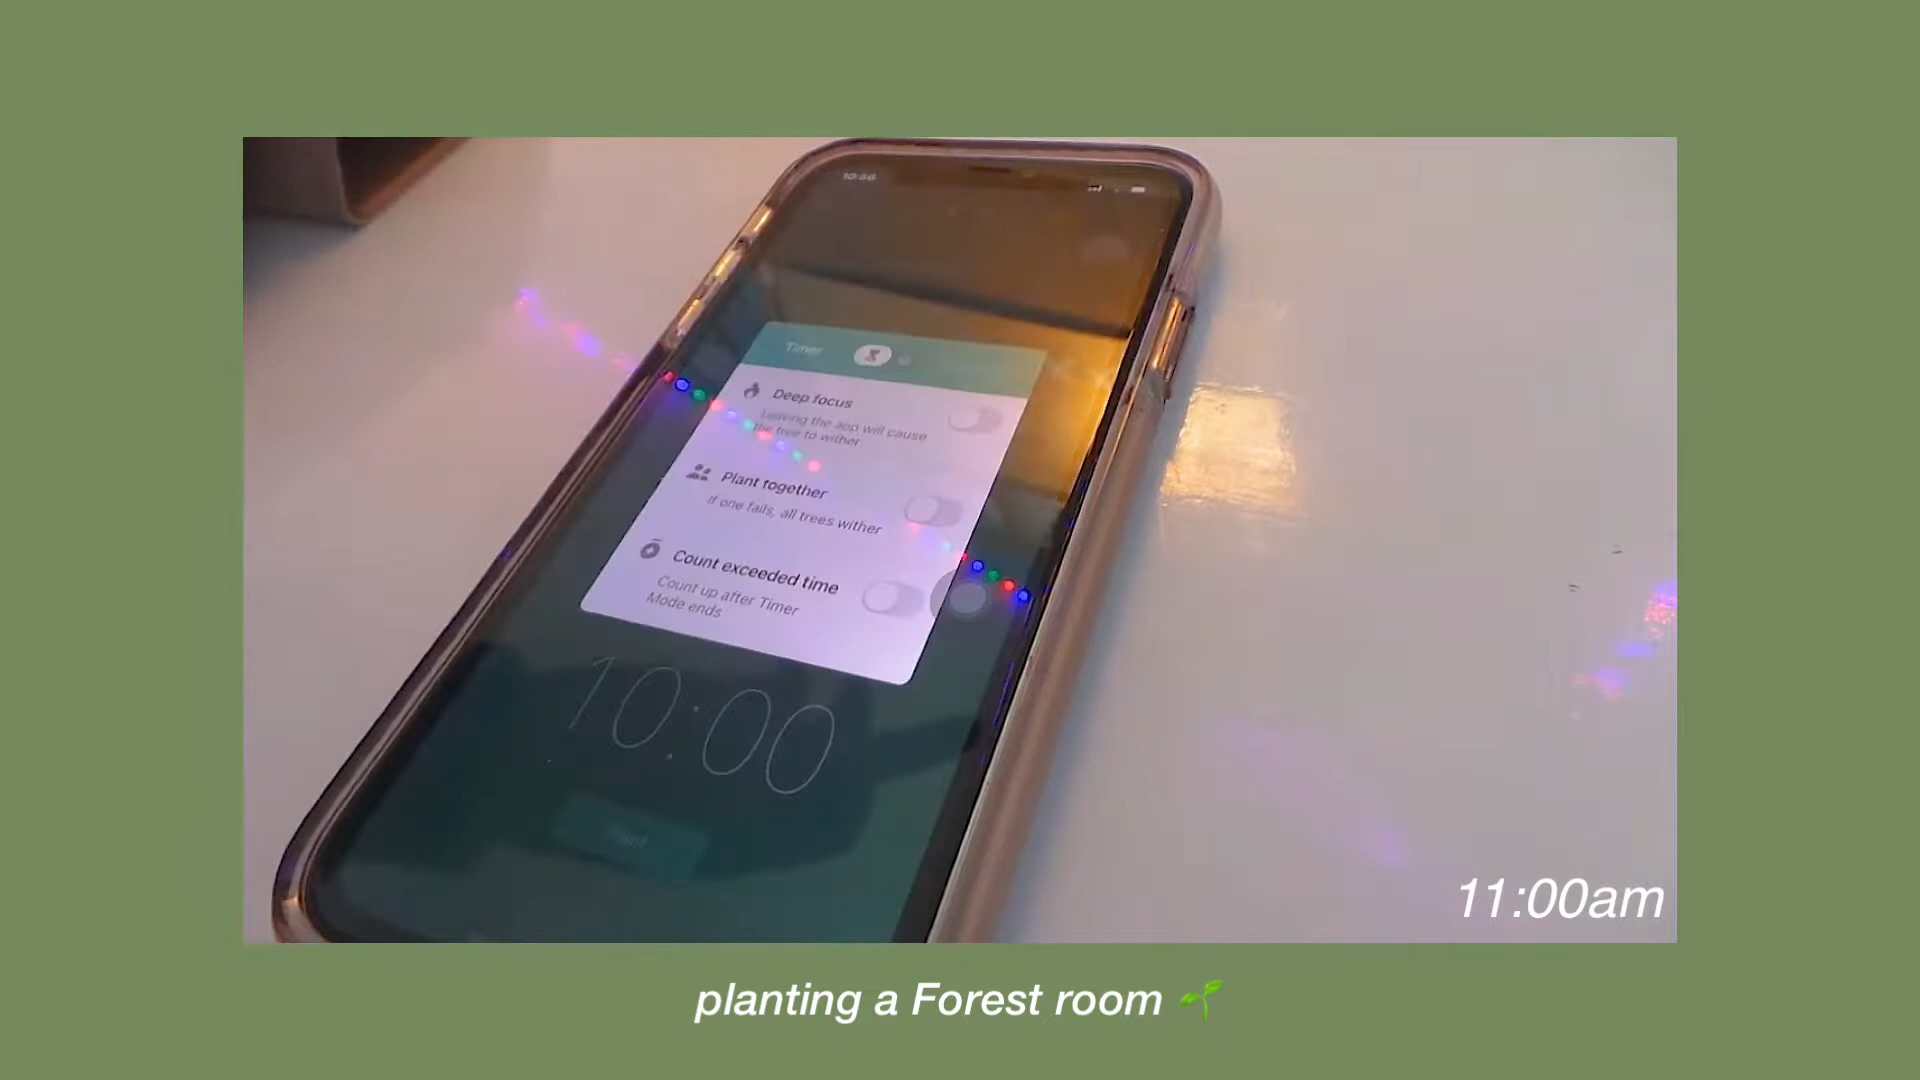 Timer
Deep focus
Leaving the app will cause
the tree to wither
Plant together
If one fails, all trees wither
Count exceeded time
Count up after Timer
Mode ends
10:00
11:00am
planting a Forest room 🌱